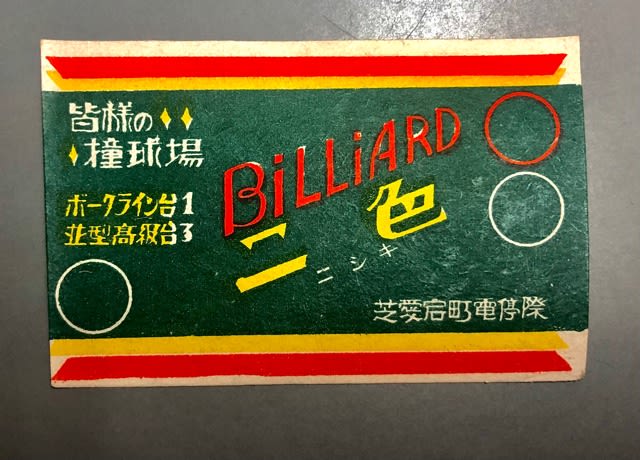 皆様の
撞球場
ボークライン台1
並型高級台3
BiLLiARD
二色
ニシキ
芝愛宕町電停際